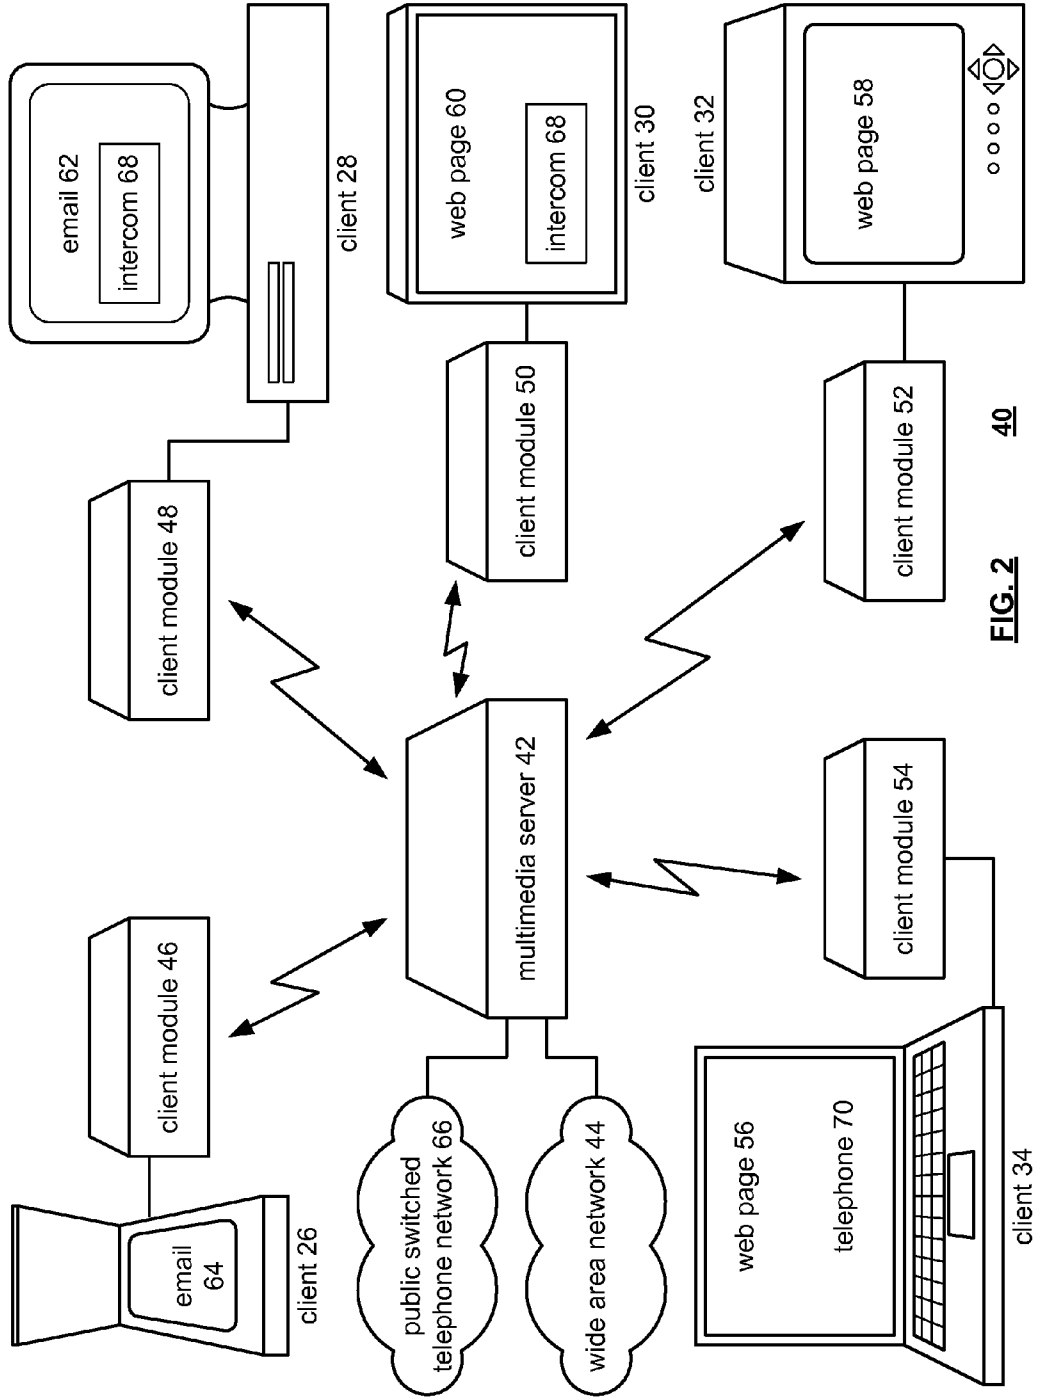 email 62
intercom 68
client 28
web page 60
intercom 68
client 30
client 32
web page 58
client module 48
client module 50
client module 52
40
FIG. 2
multimedia server 42
client module 46
client module 54
email
64
client 26
public switched
telephone network 66
wide area network 44
web page 56
telephone 70
client 34